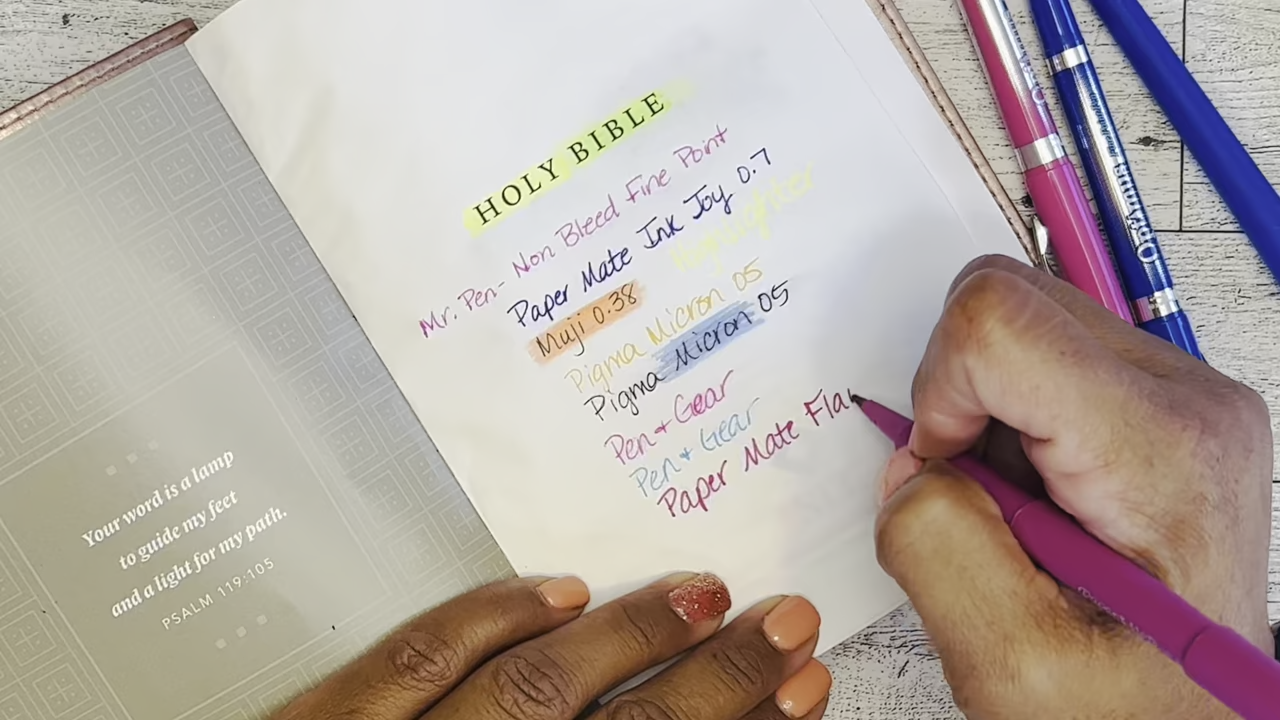 HOLY BIBLE
Mr. Pen- Non Bleed Fine Point
Paper Mate Ink Joy 0.7
Highlighter
Muji 0.38
Pigma Micron 05
Pigma Micron 05
Pen + Gear
Pen + Gear
Paper Mate Fla
Your word is a lamp
to guide my feet
and a light for my path.
PSALM 119:105